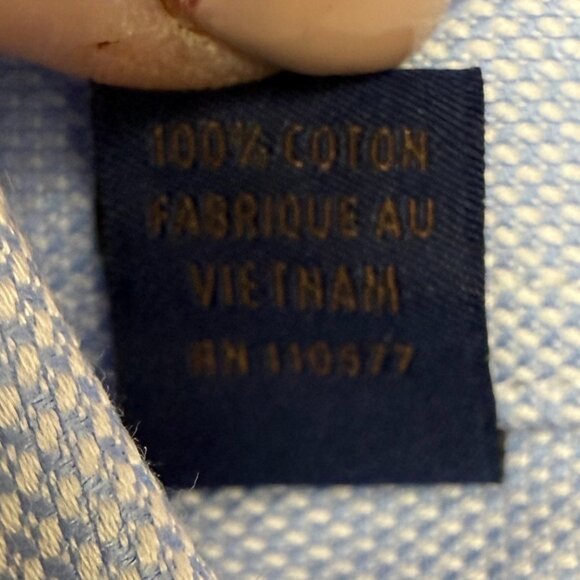 100% COTON
FABRIQUE AU
VIETNAM
RN 110577